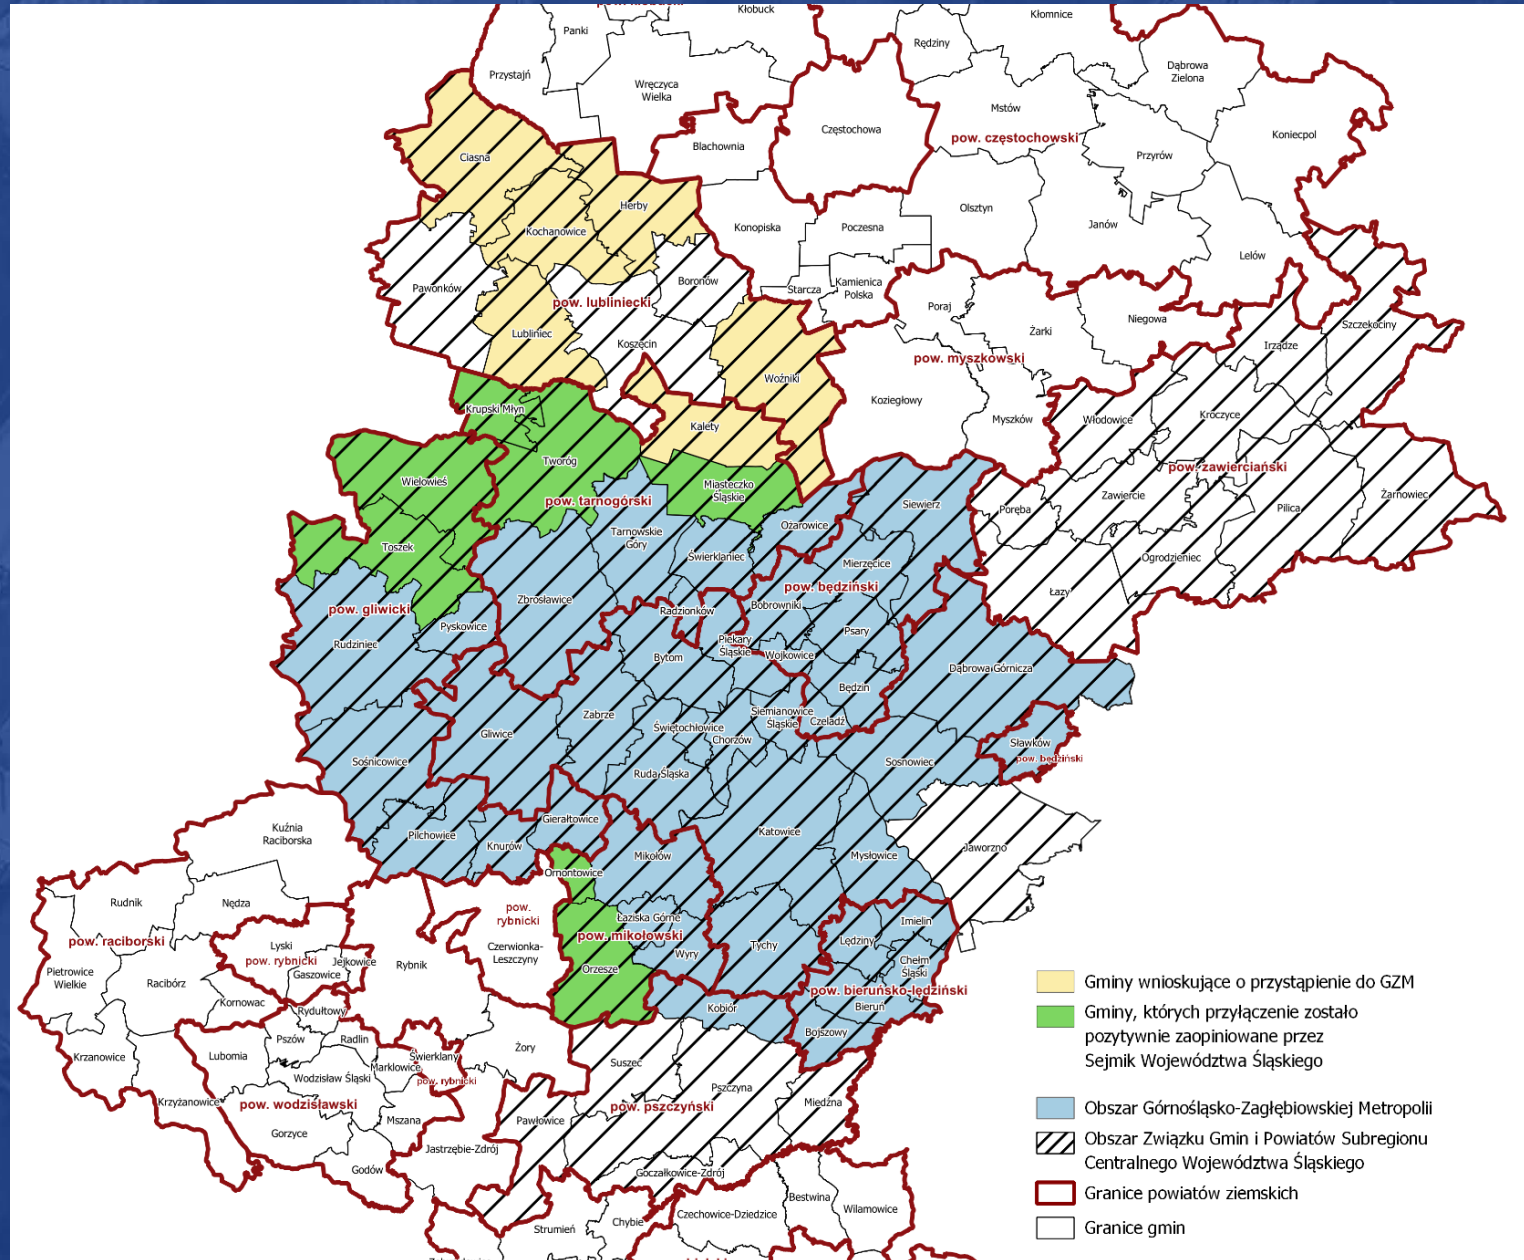 Kłobuck
Kłomnice
Panki
Rędziny
Dąbrowa
Zielona
Przystajń
Wręczyca
Wielka
Mstów
Częstochowa
Koniecpol
pow. częstochowski
Blachownia
Ciasna
Przyrów
Herby
Olsztyn
Janów
Konopiska
Poczesna
Kochanowice
Lelów
Boronów
Pawonków
Starcza
Kamienica
Polska
pow. lubliniecki
Poraj
Niegowa
Szczekociny
Lubliniec
Żarki
Koszęcin
Irządze
pow. myszkowski
Woźniki
Koziegłowy
Krupski Młyn
Kroczyce
Myszków
Włodowice
Kalety
Tworóg
pow. zawierciański
Wielowieś
Miasteczko
Śląskie
Zawiercie
Żarnowiec
pow. tarnogórski
Siewierz
Poręba
Pilica
Ożarowice
Tarnowskie
Góry
Toszek
Świerklaniec
Ogrodzieniec
Mierzęcice
pow. będziński
Łazy
Zbrosławice
Bobrowniki
pow. gliwicki
Radzionków
Pyskowice
Psary
Rudziniec
Piekary
Śląskie
Wojkowice
Bytom
Dąbrowa Górnicza
Będzin
Zabrze
Siemianowice
Śląskie
Czeladź
Świętochłowice
Gliwice
Chorzów
Sławków
pow. będziński
Sośnicowice
Sosnowiec
Ruda Śląska
Gierałtowice
Kuźnia
Raciborska
Pilchowice
Katowice
Knurów
Jaworzno
Mikołów
Mysłowice
Ornontowice
Rudnik
Nędza
pow.
rybnicki
Łaziska Górne
Imielin
pow. raciborski
pow. mikołowski
Lędziny
Lyski
Tychy
Czerwionka-
Leszczyny
Wyry
pow. rybnicki
Jejkowice
Rybnik
Chełm
Śląski
Gaszowice
Orzesze
Pietrowice
Wielkie
Racibórz
pow. bieruńsko-lędziński
Kornowac
Kobiór
Bieruń
Rydułtowy
Bojszowy
Pszów
Radlin
Żory
Krzanowice
Lubomia
Świerklany
Suszec
Marklowice
Wodzisław Śląski
pow. rybnicki
Pszczyna
Krzyżanowice
pow. wodzisławski
pow. pszczyński
Miedźna
Mszana
Pawłowice
Gorzyce
Jastrzębie-Zdrój
Godów
Goczałkowice-Zdrój
Bestwina
Wilamowice
Czechowice-Dziedzice
Chybie
Strumień
Gminy wnioskujące o przystąpienie do GZM
Gminy, których przyłączenie zostało
pozytywnie zaopiniowane przez
Sejmik Województwa Śląskiego
Obszar Górnośląsko-Zagłębiowskiej Metropolii
Obszar Związku Gmin i Powiatów Subregionu
Centralnego Województwa Śląskiego
Granice powiatów ziemskich
Granice gmin